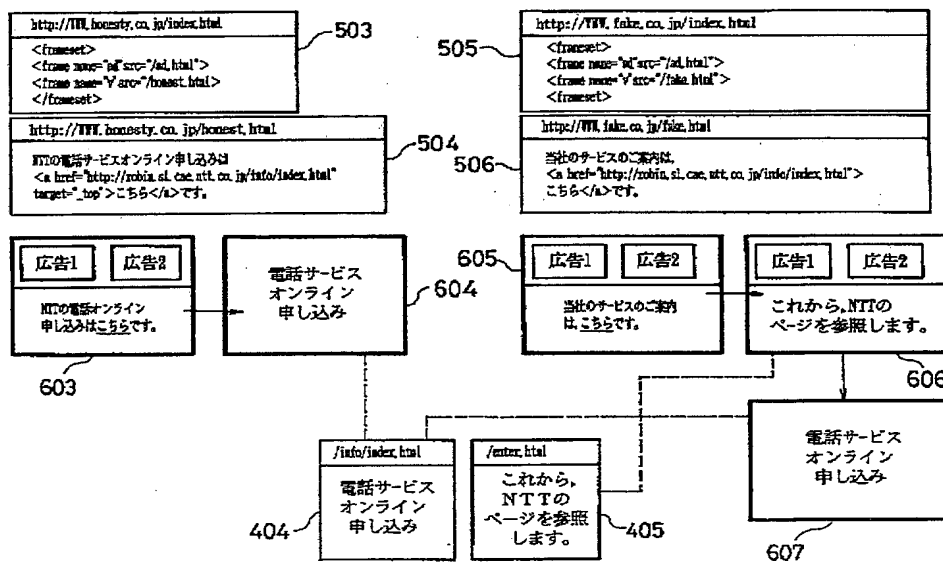 http://WWW.honesty.co.jp/index.html
<frameset>
<frame name="ad" src="/ad.html">
<frame name="v" src="/honest.html>
</frameset>
503
http://WWW.honesty.co.jp/honest.html
NTTの電話サービスオンライン申し込みは
<a href="http://robin.sl.cae.ntt.co.jp/info/index.html"
target="_top">こちら</a>です。
504
http://WWW.fake.co.jp/index.html
<frameset>
<frame name="ad" src="/ad.html">
<frame name="v" src="/fake.html">
<frameset>
505
http://WWW.fake.co.jp/fake.html
当社のサービスのご案内は,
<a href="http://robin.sl.cae.ntt.co.jp/info/index.html">
こちら</a>です。
506
広告1 広告2
NTTの電話オンライン
申し込みはこちらです。
603
電話サービス
オンライン
申し込み
604
605
広告1 広告2
当社のサービスのご案内
は,こちらです。
広告1 広告2
これから,NTTの
ページを参照します。
606
/info/index.html
電話サービス
オンライン
申し込み
404
/enter.html
これから,
NTTの
ページを参照
します。
405
電話サービス
オンライン
申し込み
607